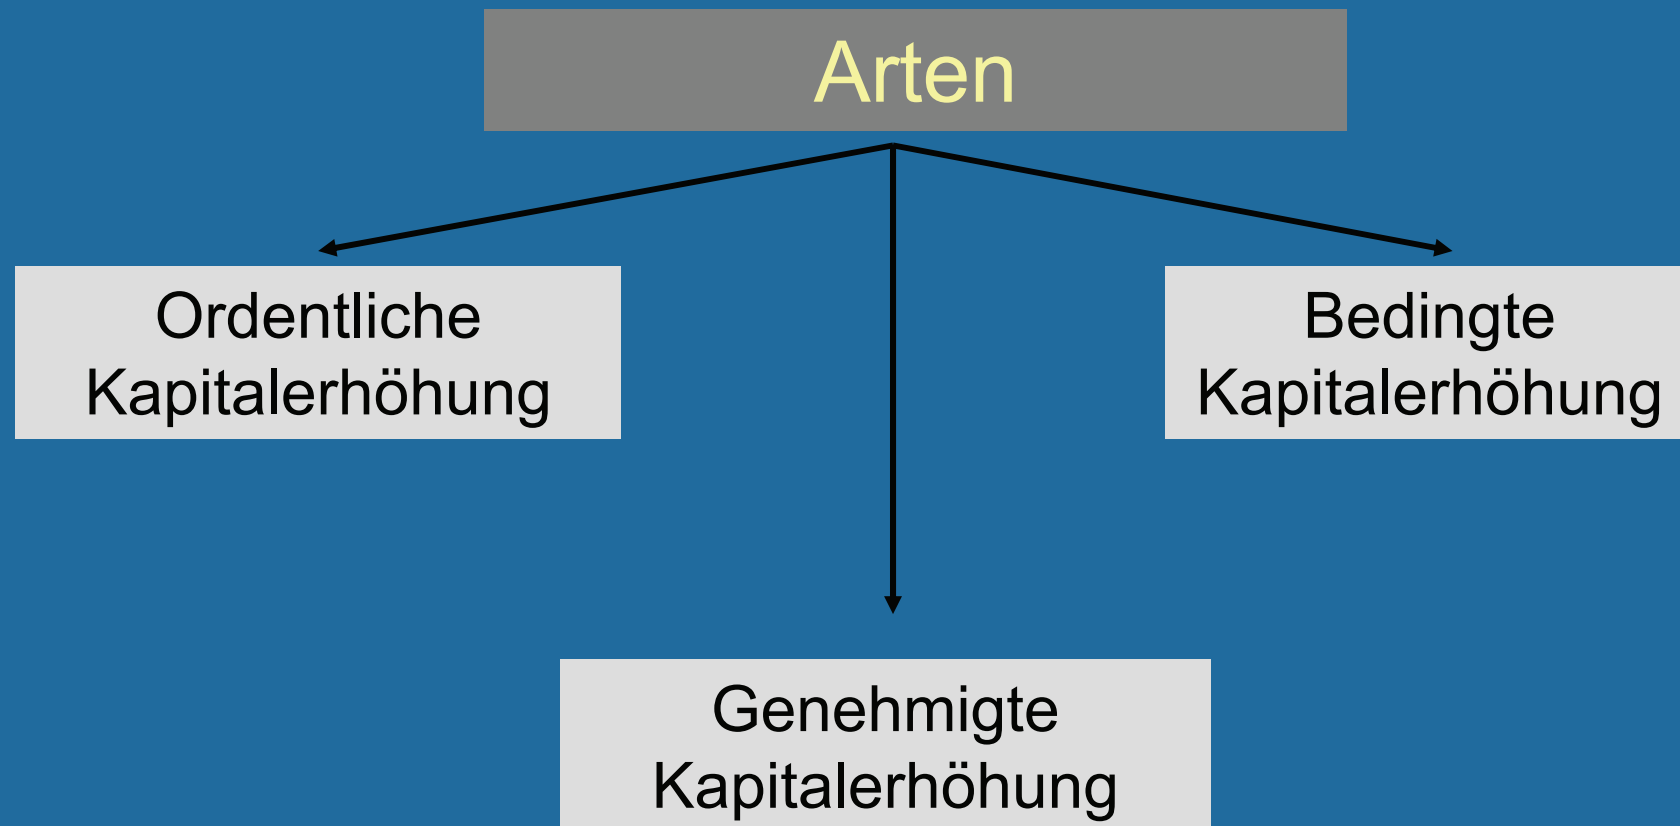 Arten
Ordentliche
Kapitalerhöhung
Bedingte
Kapitalerhöhung
Genehmigte
Kapitalerhöhung